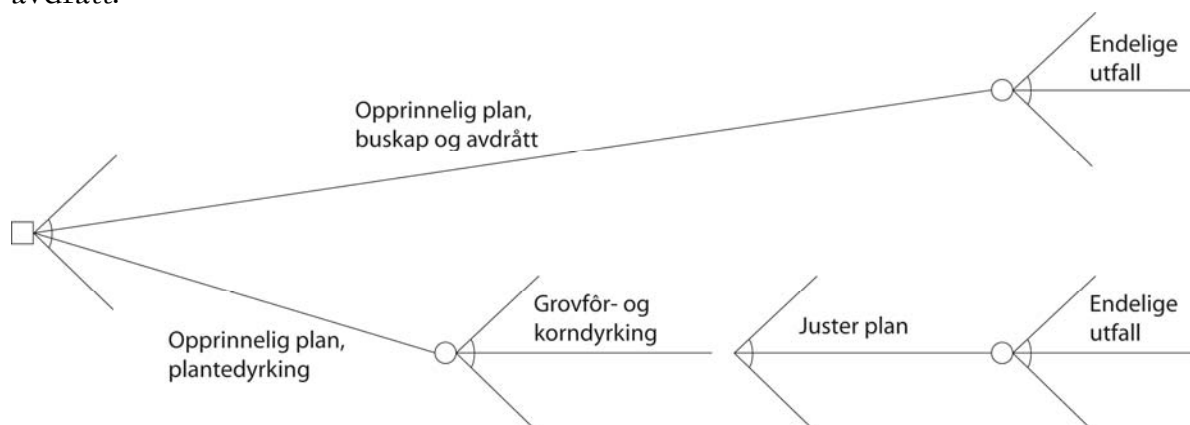 avdrått.
Endelige
utfall
Opprinnelig plan,
buskap og avdrått
Opprinnelig plan,
plantedyrking
Grovfôr- og
korndyrking
Juster plan
Endelige
utfall